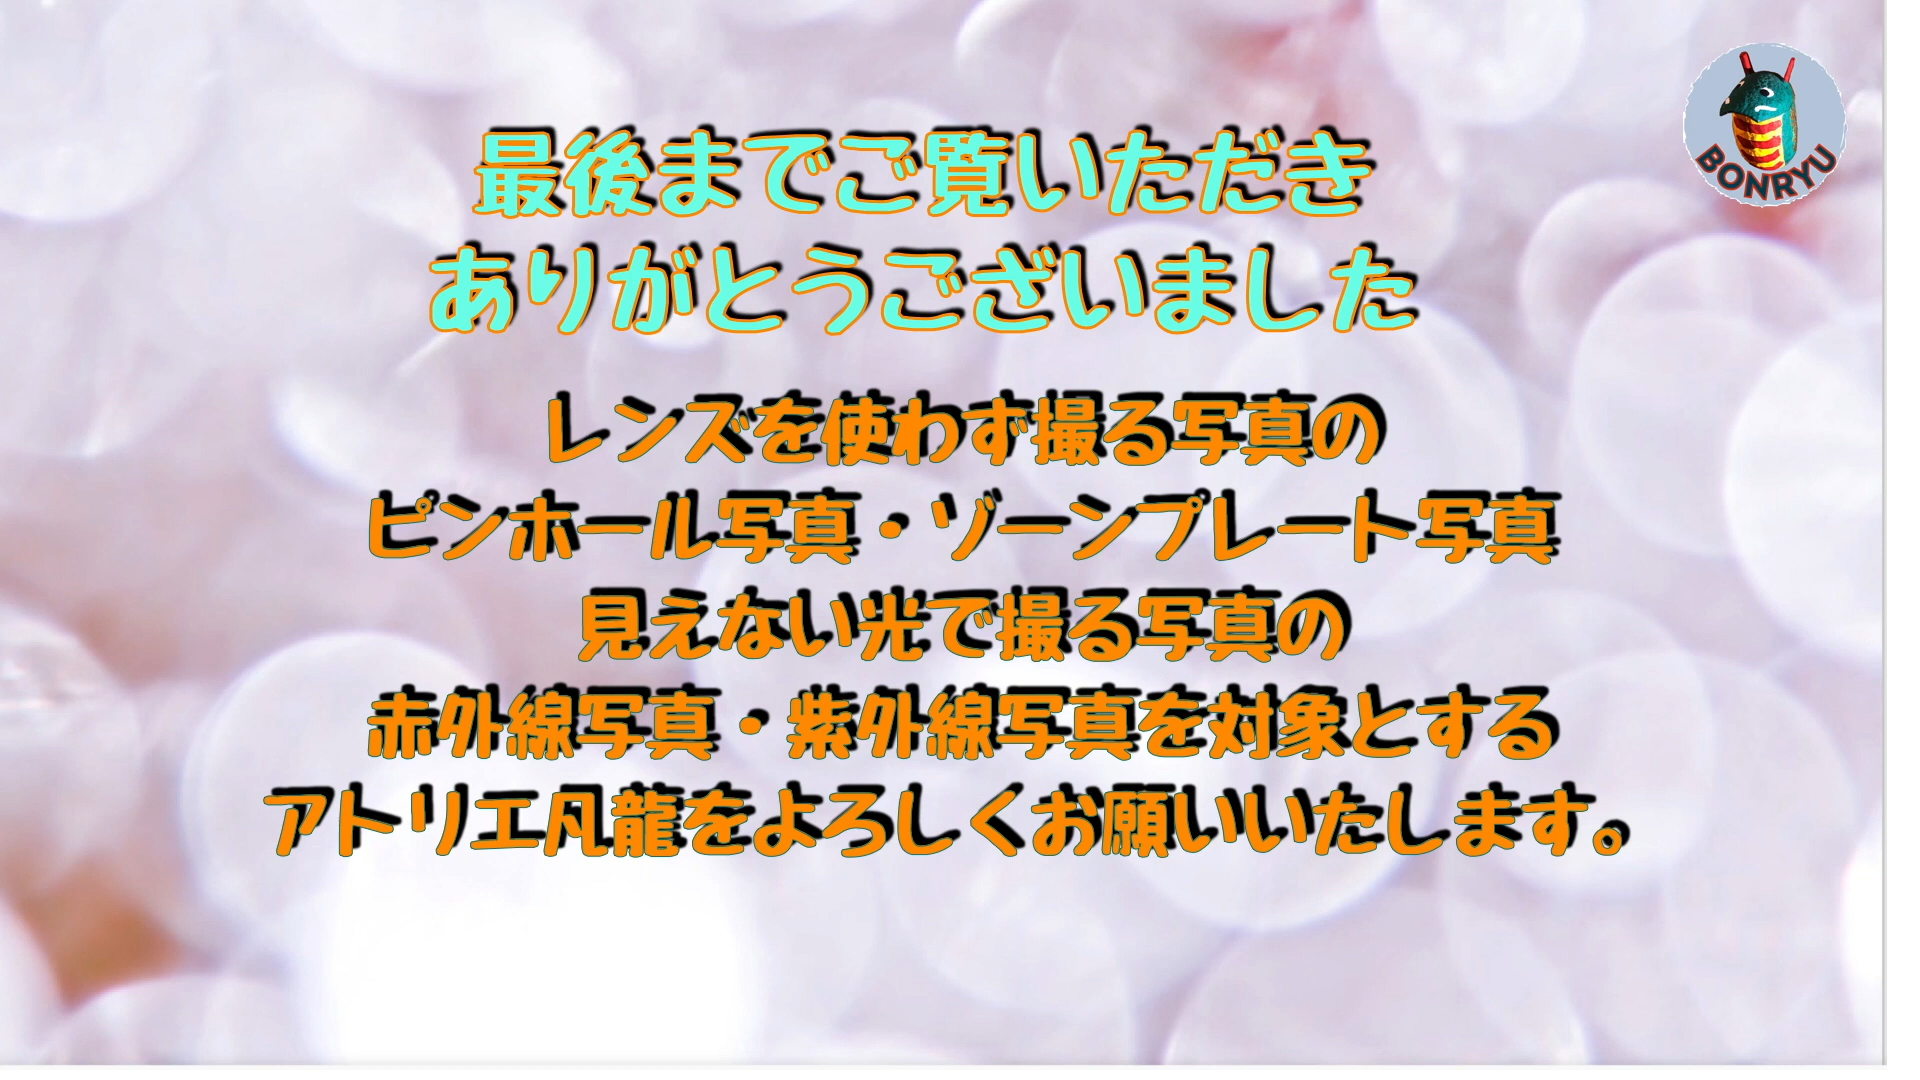 最後までご覧いただき
ありがとうございました
レンズを使わず撮る写真の
ピンホール写真・ゾーンプレート写真
見えない光で撮る写真の
赤外線写真・紫外線写真を対象とする
アトリエ凡龍をよろしくお願いいたします。
BONRYU